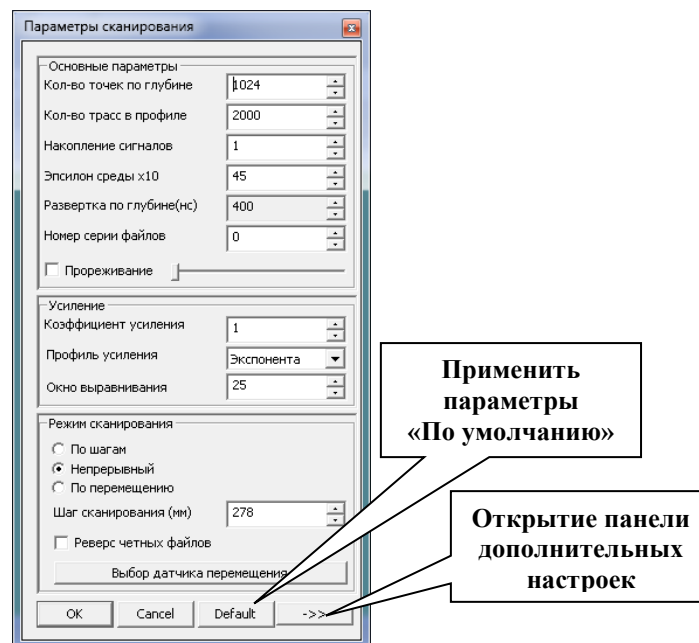 Параметры сканирования
Основные параметры
Кол-во точек по глубине 1024
Кол-во трасс в профиле 2000
Накопление сигналов 1
Эпсилон среды x10 45
Развертка по глубине(нс) 400
Номер серии файлов 0
Прореживание
Усиление
Коэффициент усиления 1
Профиль усиления Экспонента
Окно выравнивания 25
Режим сканирования
По шагам
Непрерывный
По перемещению
Шаг сканирования (мм) 278
Реверс четных файлов
Выбор датчика перемещения
OK Cancel Default ->>
Применить
параметры
«По умолчанию»
Открытие панели
дополнительных
настроек